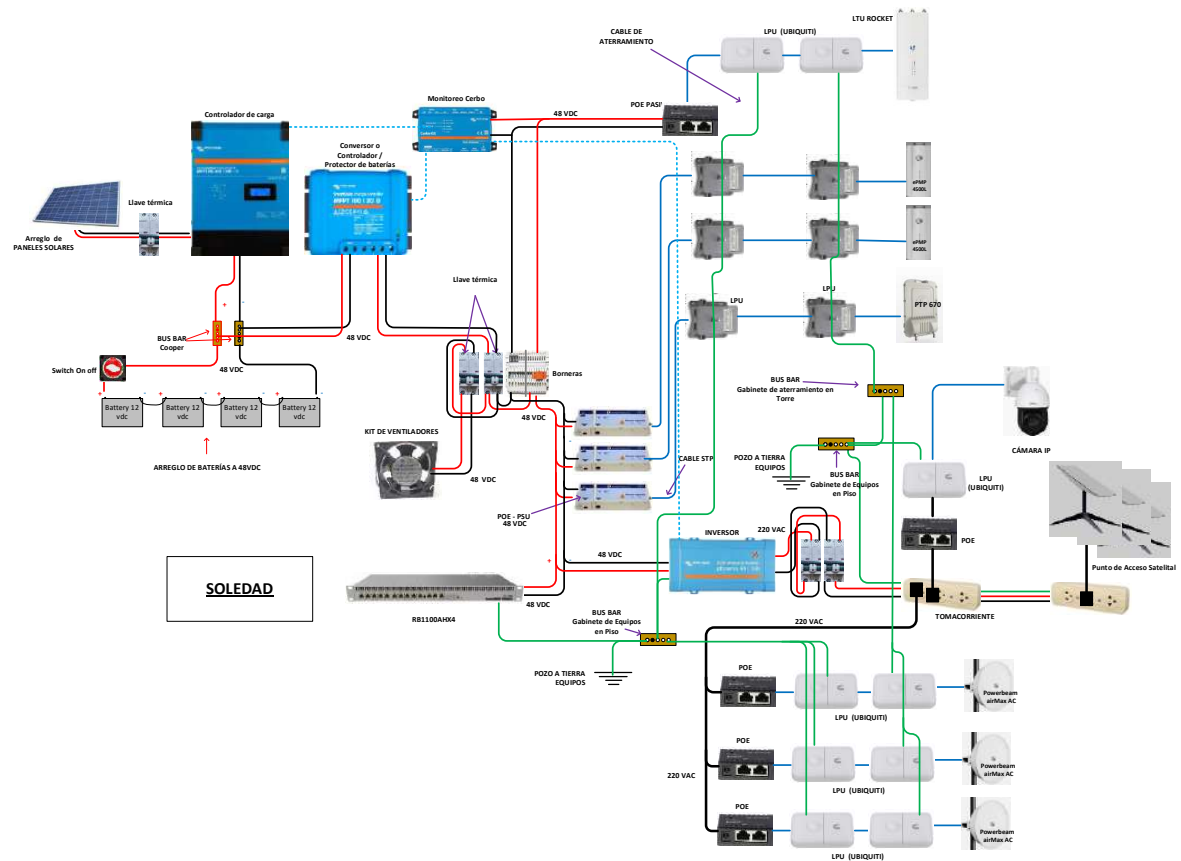 LTU ROCKET
LPU (UBIQUITI)
CABLE DE
ATERRAMIENTO
Monitoreo Cerbo
POE PASI
48 VDC
Controlador de carga
Conversor o
Controlador /
Protector de baterías
Llave térmica
Arreglo de
PANELES SOLARES
ePMP
4500L
ePMP
4500L
Llave térmica
LPU
LPU
PTP 670
+
-
BUS BAR
Cooper
48 VDC
48 VDC
Switch On off
Borneras
+
-
+
-
+
-
+
-
Battery 12
vdc
Battery 12
vdc
Battery 12
vdc
Battery 12
vdc
48 VDC
BUS BAR
Gabinete de aterramiento en
Torre
KIT DE VENTILADORES
CÁMARA IP
ARREGLO DE BATERÍAS A 48VDC
CABLE STP
POZO A TIERRA
EQUIPOS
BUS BAR
Gabinete de Equipos
en Piso
LPU
(UBIQUITI)
48 VDC
POE - PSU
48 VDC
INVERSOR
220 VAC
POE
48 VDC
Punto de Acceso Satelital
SOLEDAD
48 VDC
RB1100AHX4
BUS BAR
Gabinete de Equipos
en Piso
TOMACORRIENTE
220 VAC
POZO A TIERRA
EQUIPOS
POE
Powerbeam
airMax AC
LPU (UBIQUITI)
POE
Powerbeam
airMax AC
220 VAC
LPU (UBIQUITI)
POE
Powerbeam
airMax AC
LPU (UBIQUITI)